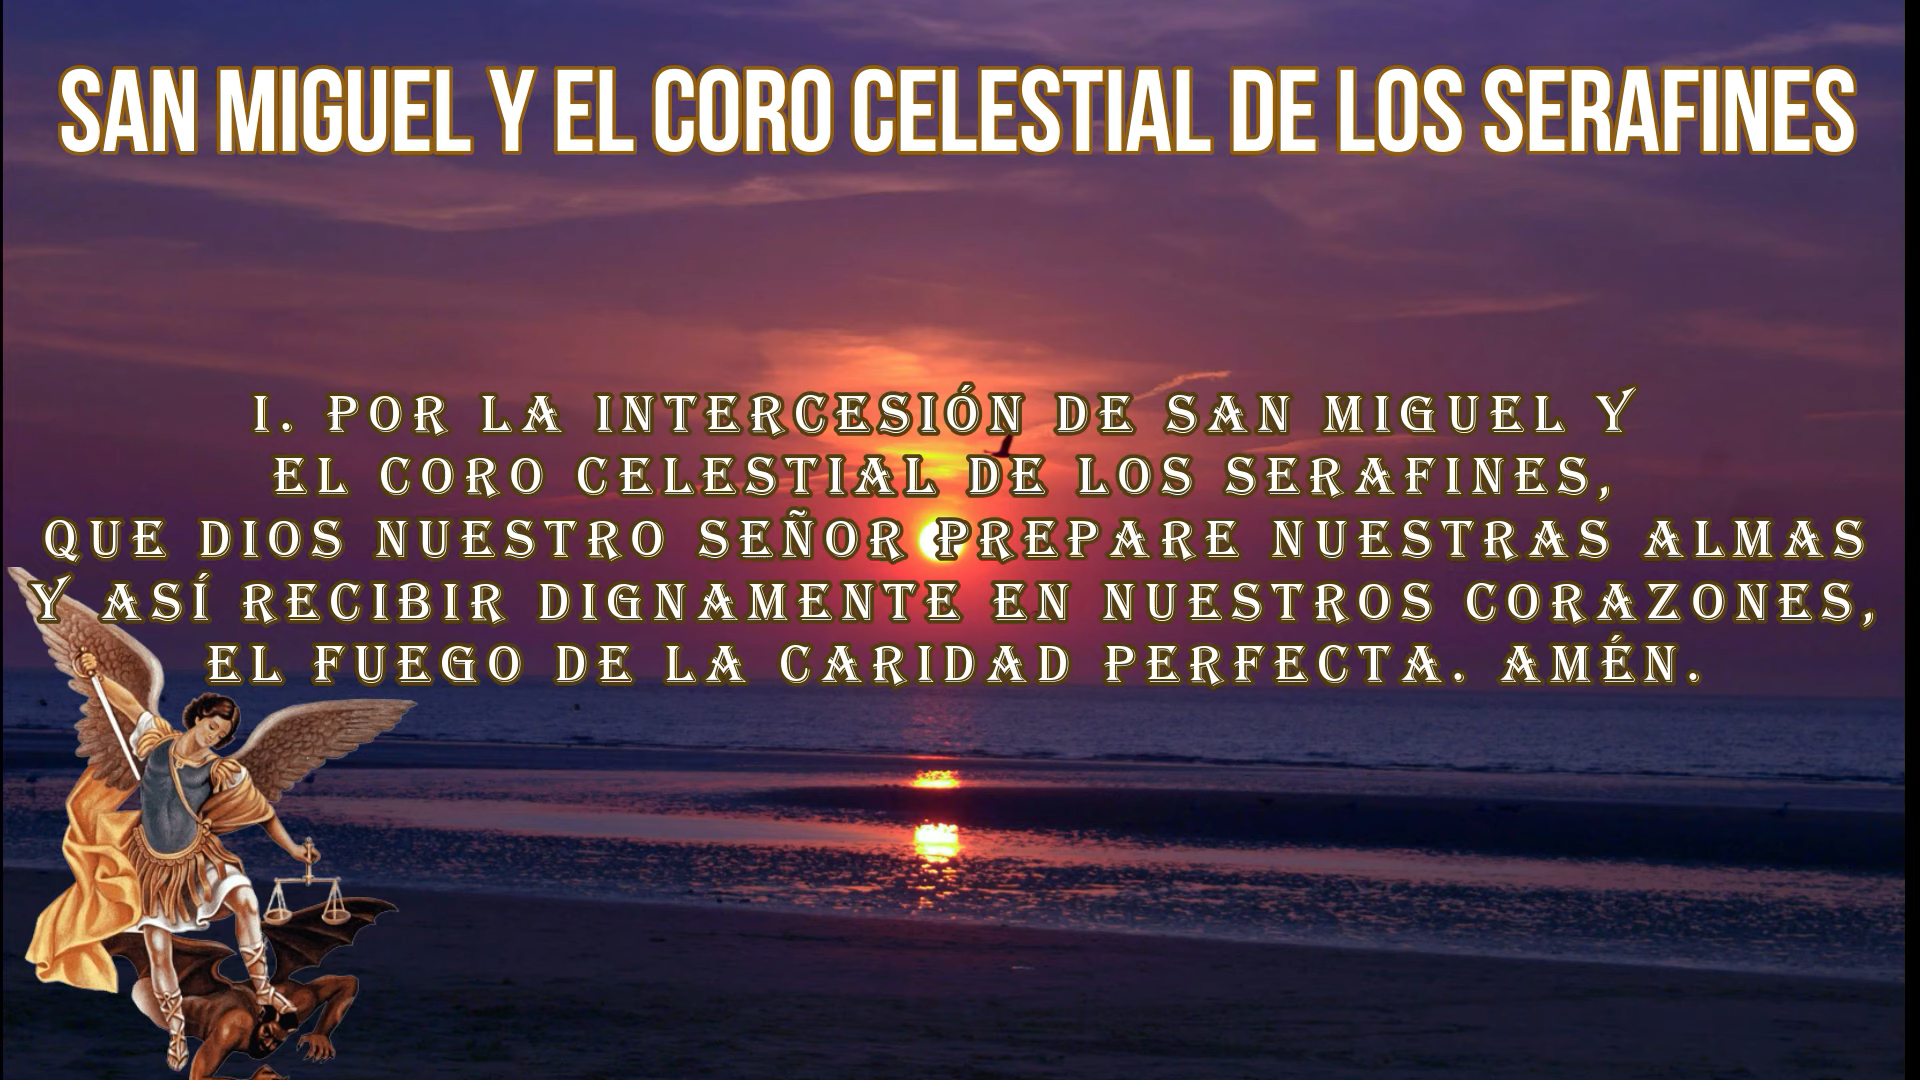 SAN MIGUEL Y EL CORO CELESTIAL DE LOS SERAFINES
I. POR LA INTERCESIÓN DE SAN MIGUEL Y
EL CORO CELESTIAL DE LOS SERAFINES,
QUE DIOS NUESTRO SEÑOR PREPARE NUESTRAS ALMAS
Y ASÍ RECIBIR DIGNAMENTE EN NUESTROS CORAZONES,
EL FUEGO DE LA CARIDAD PERFECTA. AMÉN.